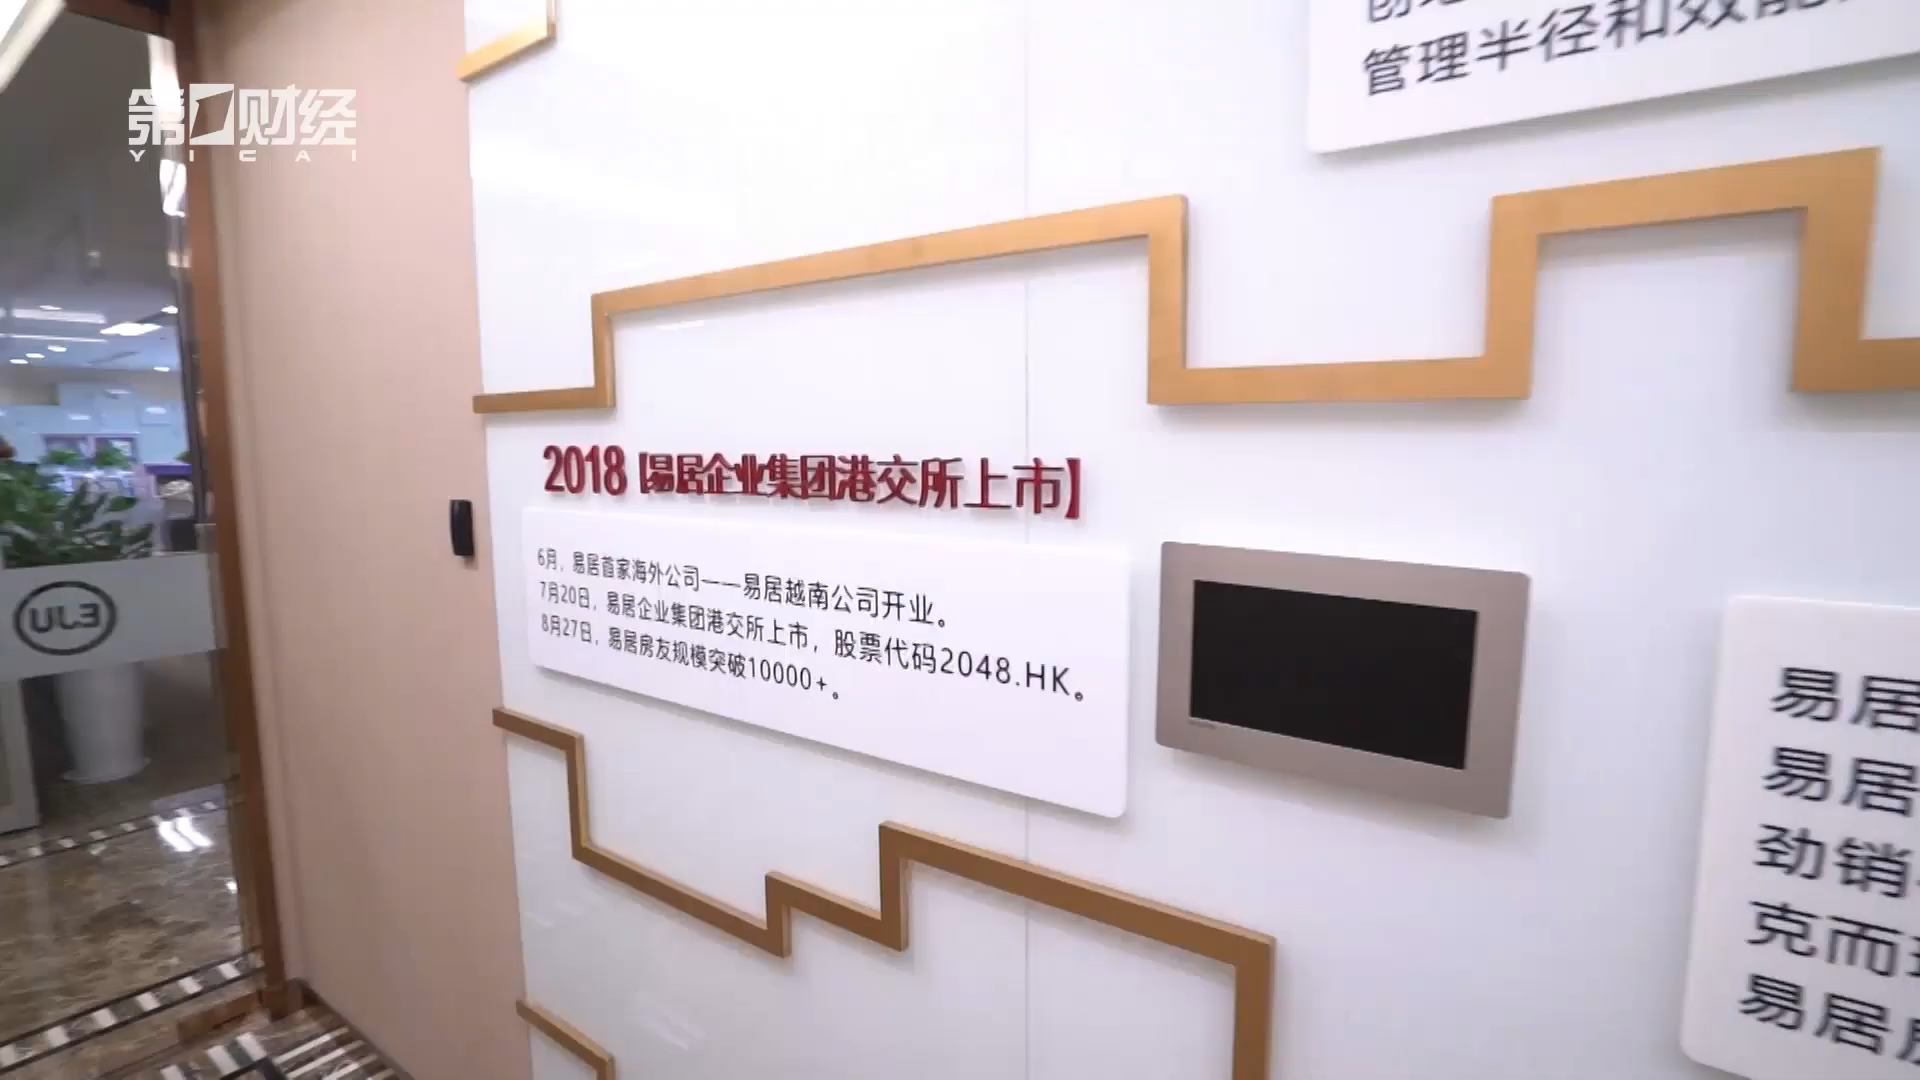 第一财经
YICAI
管理半径和效能
2018【易居企业集团港交所上市】
6月，易居首家海外公司——易居越南公司开业。
7月20日，易居企业集团港交所上市，股票代码2048.HK。
8月27日，易居房友规模突破10000+。
EJU
易居
易居
劲销
克而
易居